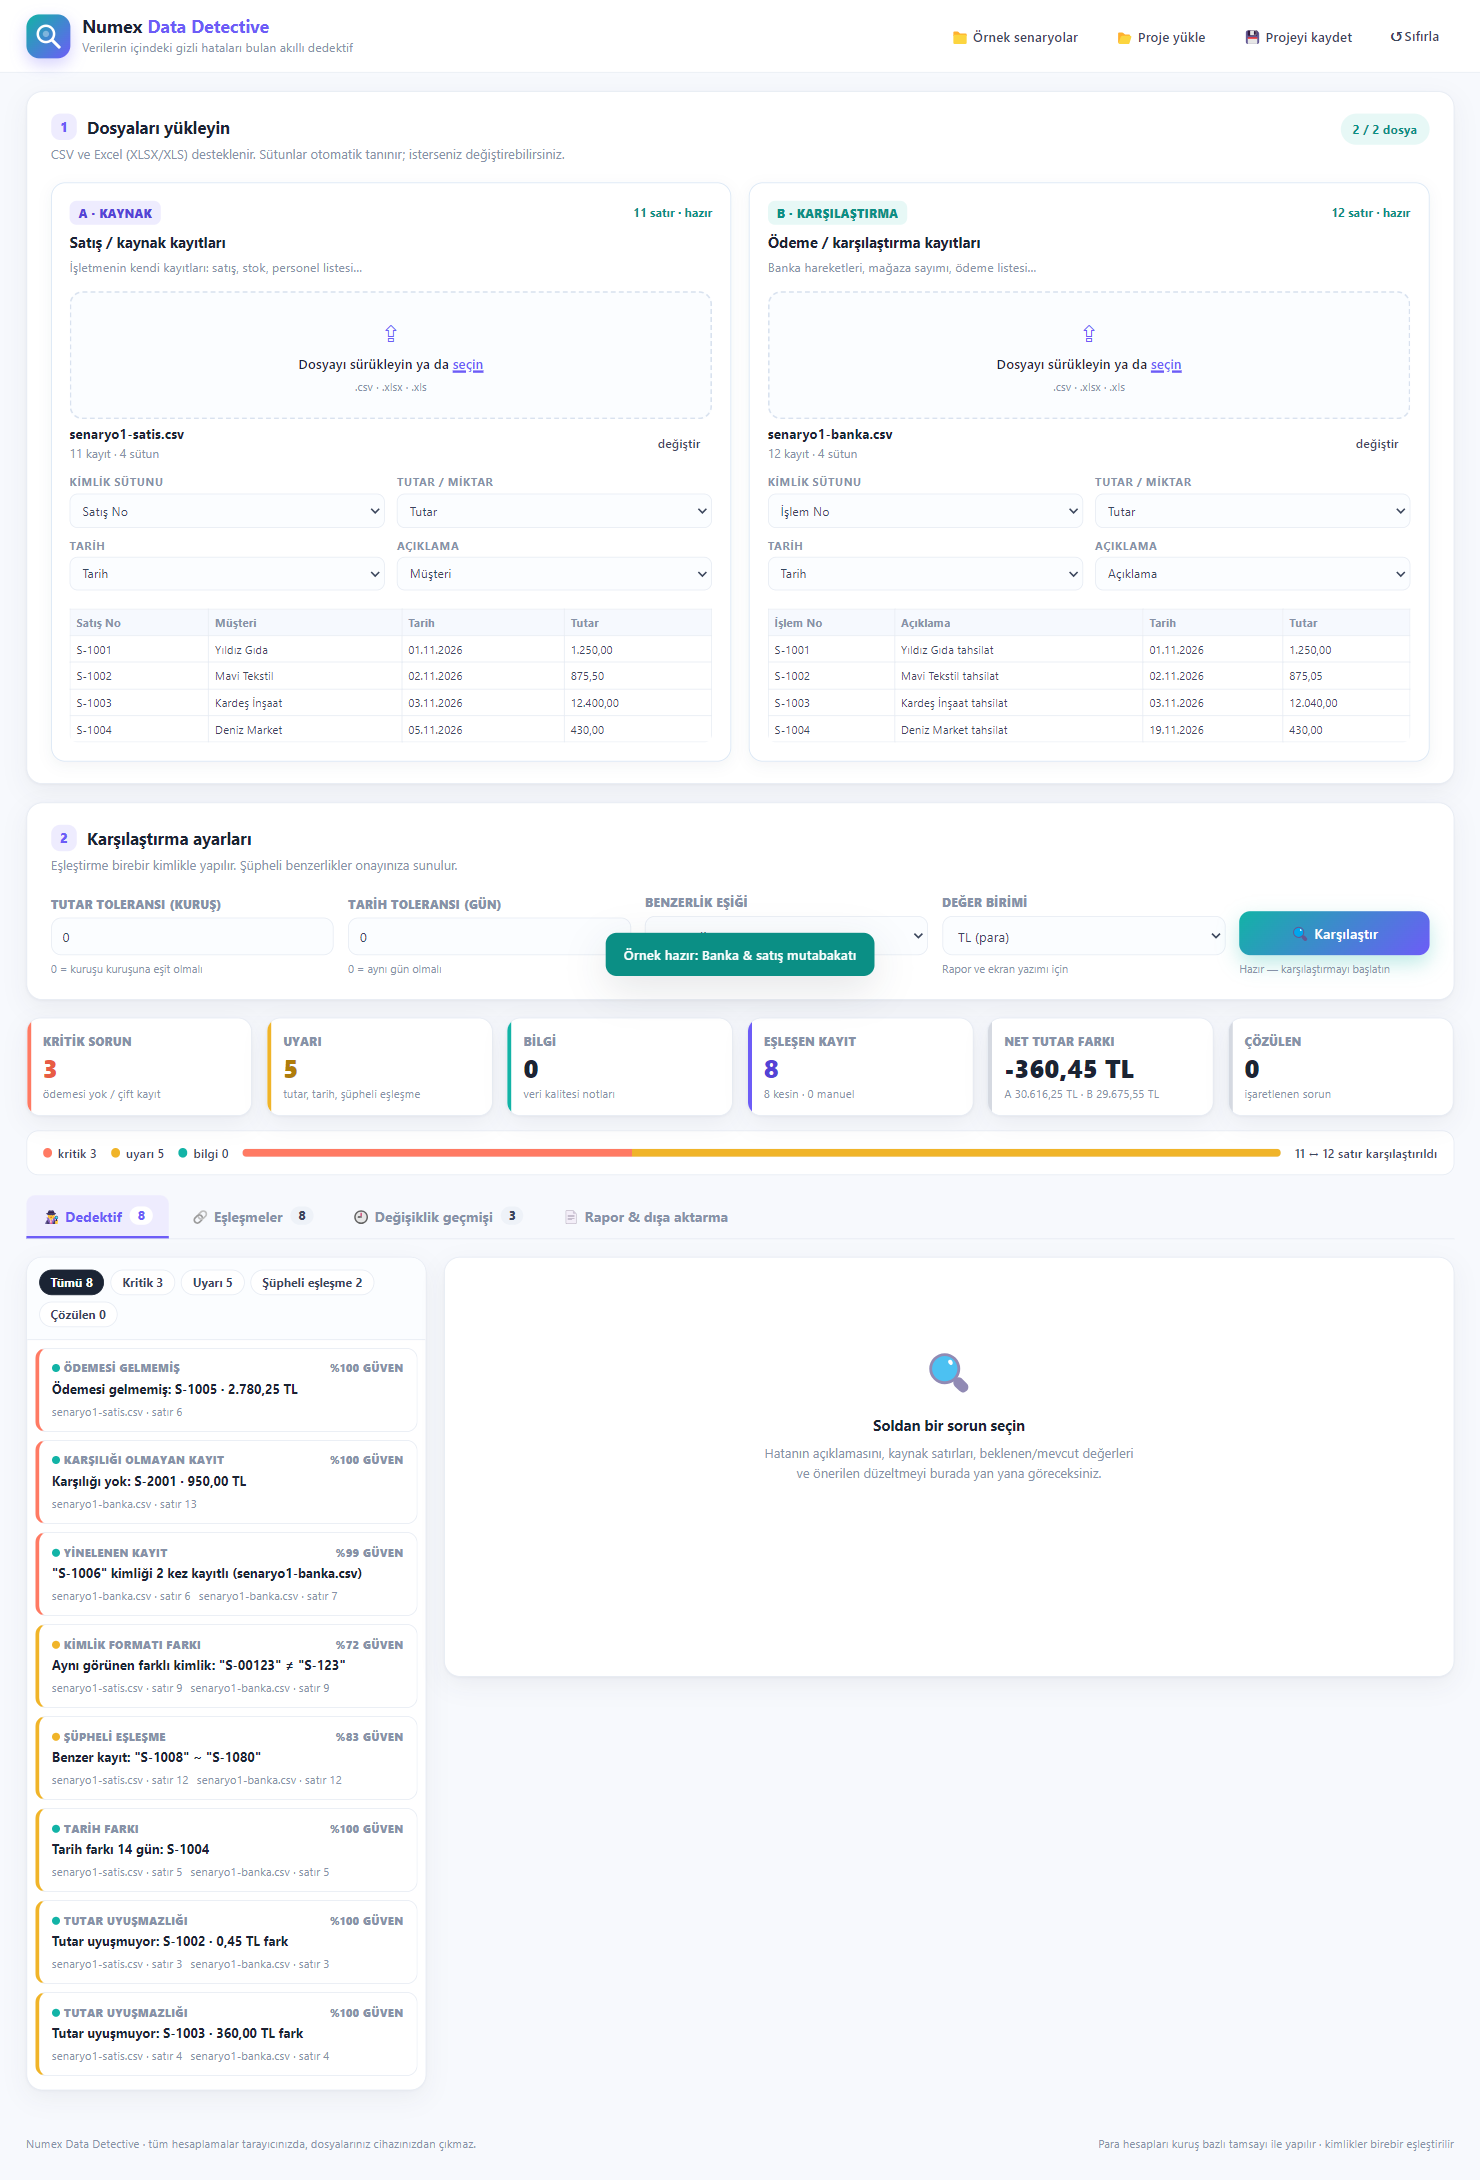 Numex Data Detective
Verilerin içindeki gizli hataları bulan akıllı dedektif
Örnek senaryolar
Proje yükle
Projeyi kaydet
↺Sıfırla
1 Dosyaları yükleyin
2 / 2 dosya
CSV ve Excel (XLSX/XLS) desteklenir. Sütunlar otomatik tanınır; isterseniz değiştirebilirsiniz.
A · KAYNAK
11 satır · hazır
Satış / kaynak kayıtları
İşletmenin kendi kayıtları: satış, stok, personel listesi...
Dosyayı sürükleyin ya da seçin
.csv · .xlsx · .xls
senaryo1-satis.csv
11 kayıt · 4 sütun
değiştir
KİMLİK SÜTUNU
TUTAR / MİKTAR
Satış No
Tutar
TARİH
AÇIKLAMA
Tarih
Müşteri
Satış No Müşteri Tarih Tutar
S-1001 Yıldız Gıda 01.11.2026 1.250,00
S-1002 Mavi Tekstil 02.11.2026 875,50
S-1003 Kardeş İnşaat 03.11.2026 12.400,00
S-1004 Deniz Market 05.11.2026 430,00
B · KARŞILAŞTIRMA
12 satır · hazır
Ödeme / karşılaştırma kayıtları
Banka hareketleri, mağaza sayımı, ödeme listesi...
Dosyayı sürükleyin ya da seçin
.csv · .xlsx · .xls
senaryo1-banka.csv
12 kayıt · 4 sütun
değiştir
KİMLİK SÜTUNU
TUTAR / MİKTAR
İşlem No
Tutar
TARİH
AÇIKLAMA
Tarih
Açıklama
İşlem No Açıklama Tarih Tutar
S-1001 Yıldız Gıda tahsilat 01.11.2026 1.250,00
S-1002 Mavi Tekstil tahsilat 02.11.2026 875,05
S-1003 Kardeş İnşaat tahsilat 03.11.2026 12.040,00
S-1004 Deniz Market tahsilat 19.11.2026 430,00
2 Karşılaştırma ayarları
Eşleştirme birebir kimlikle yapılır. Şüpheli benzerlikler onayınıza sunulur.
TUTAR TOLERANSI (KURUŞ)
0
0 = kuruşu kuruşuna eşit olmalı
TARİH TOLERANSI (GÜN)
0
0 = aynı gün olmalı
BENZERLİK EŞİĞİ
Örnek hazır: Banka & satış mutabakatı
DEĞER BİRİMİ
TL (para)
Rapor ve ekran yazımı için
Karşılaştır
Hazır — karşılaştırmayı başlatın
KRİTİK SORUN
3
ödemesi yok / çift kayıt
UYARI
5
tutar, tarih, şüpheli eşleşme
BİLGİ
0
veri kalitesi notları
EŞLEŞEN KAYIT
8
8 kesin · 0 manuel
NET TUTAR FARKI
-360,45 TL
A 30.616,25 TL · B 29.675,55 TL
ÇÖZÜLEN
0
işaretlenen sorun
kritik 3 uyarı 5 bilgi 0
11 ↔ 12 satır karşılaştırıldı
Dedektif 8
Eşleşmeler 8
Değişiklik geçmişi 3
Rapor & dışa aktarma
Tümü 8 Kritik 3 Uyarı 5 Şüpheli eşleşme 2
Çözülen 0
ÖDEMESİ GELMEMİŞ %100 GÜVEN
Ödemesi gelmemiş: S-1005 · 2.780,25 TL
senaryo1-satis.csv · satır 6
KARŞILIĞI OLMAYAN KAYIT %100 GÜVEN
Karşılığı yok: S-2001 · 950,00 TL
senaryo1-banka.csv · satır 13
YİNELENEN KAYIT %99 GÜVEN
"S-1006" kimliği 2 kez kayıtlı (senaryo1-banka.csv)
senaryo1-banka.csv · satır 6 senaryo1-banka.csv · satır 7
KİMLİK FORMATI FARKI %72 GÜVEN
Aynı görünen farklı kimlik: "S-00123" ≠ "S-123"
senaryo1-satis.csv · satır 9 senaryo1-banka.csv · satır 9
ŞÜPHELİ EŞLEŞME %83 GÜVEN
Benzer kayıt: "S-1008" ~ "S-1080"
senaryo1-satis.csv · satır 12 senaryo1-banka.csv · satır 12
TARİH FARKI %100 GÜVEN
Tarih farkı 14 gün: S-1004
senaryo1-satis.csv · satır 5 senaryo1-banka.csv · satır 5
TUTAR UYUŞMAZLIĞI %100 GÜVEN
Tutar uyuşmuyor: S-1002 · 0,45 TL fark
senaryo1-satis.csv · satır 3 senaryo1-banka.csv · satır 3
TUTAR UYUŞMAZLIĞI %100 GÜVEN
Tutar uyuşmuyor: S-1003 · 360,00 TL fark
senaryo1-satis.csv · satır 4 senaryo1-banka.csv · satır 4
Soldan bir sorun seçin
Hatanın açıklamasını, kaynak satırları, beklenen/mevcut değerleri
ve önerilen düzeltmeyi burada yan yana göreceksiniz.
Numex Data Detective · tüm hesaplamalar tarayıcınızda, dosyalarınız cihazınızdan çıkmaz.
Para hesapları kuruş bazlı tamsayı ile yapılır · kimlikler birebir eşleştirilir